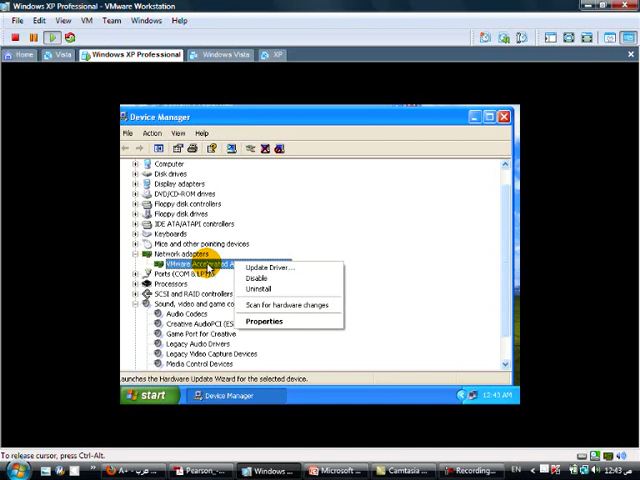 Windows XP Professional - VMware Workstation
File Edit View VM Team Windows Help
Home Vista Windows XP Professional Windows Vista XP
Device Manager
File Action View Help
Computer
Disk drives
Display adapters
DVD/CD-ROM drives
Floppy disk controllers
Floppy disk drives
IDE ATA/ATAPI controllers
Keyboards
Mice and other pointing devices
Network adapters
VMware Accelerated A
Ports (COM & LPT)
Processors
SCSI and RAID controllers
Sound, video and game co
Audio Codecs
Creative AudioPCI (ES
Game Port for Creative
Legacy Audio Drivers
Legacy Video Capture Devices
Media Control Devices
Update Driver...
Disable
Uninstall
Scan for hardware changes
Properties
aunches the Hardware Update Wizard for the selected device.
start Device Manager 12:43 AM
To release cursor, press Ctrl-Alt.
A+ - عرب ... Pearson_... Windows ... Microsoft ... Camtasia ... Recording... EN 12:43 ص